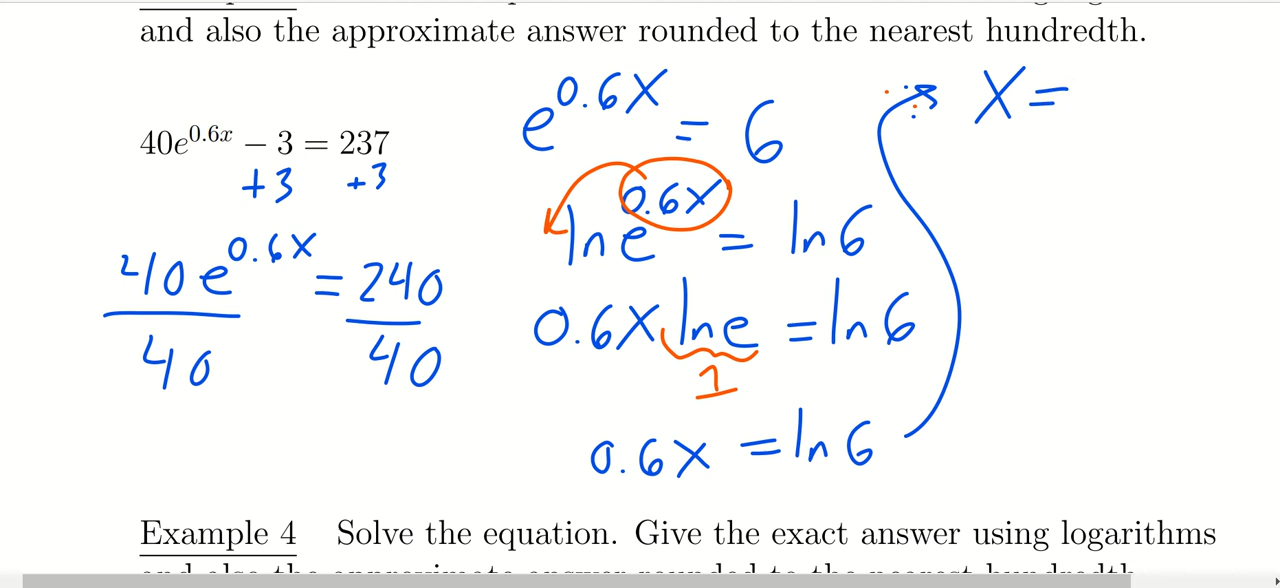 and also the approximate answer rounded to the nearest hundredth.
40e^{0.6x} − 3 = 237
+3 +3
40e^{0.6x} = 240
40 40
e^{0.6X} = 6
ln e^{0.6X} = ln 6
0.6X ln e = ln 6
1
0.6X = ln 6
X =
Example 4 Solve the equation. Give the exact answer using logarithms